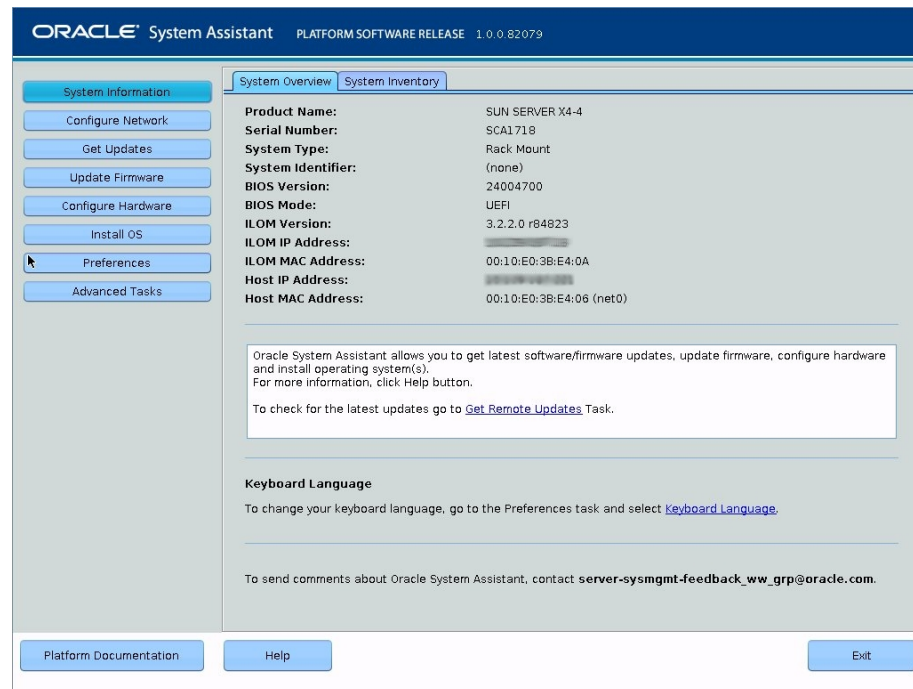 ORACLE System Assistant PLATFORM SOFTWARE RELEASE 1.0.0.82079
System Information
Configure Network
Get Updates
Update Firmware
Configure Hardware
Install OS
Preferences
Advanced Tasks
System Overview System Inventory
Product Name: SUN SERVER X4-4
Serial Number: SCA1718
System Type: Rack Mount
System Identifier: (none)
BIOS Version: 24004700
BIOS Mode: UEFI
ILOM Version: 3.2.2.0 r84823
ILOM IP Address:
ILOM MAC Address: 00:10:E0:3B:E4:0A
Host IP Address:
Host MAC Address: 00:10:E0:3B:E4:06 (net0)
Oracle System Assistant allows you to get latest software/firmware updates, update firmware, configure hardware
and install operating system(s).
For more information, click Help button.
To check for the latest updates go to Get Remote Updates Task.
Keyboard Language
To change your keyboard language, go to the Preferences task and select Keyboard Language.
To send comments about Oracle System Assistant, contact server-sysmgmt-feedback_ww_grp@oracle.com.
Platform Documentation Help Exit